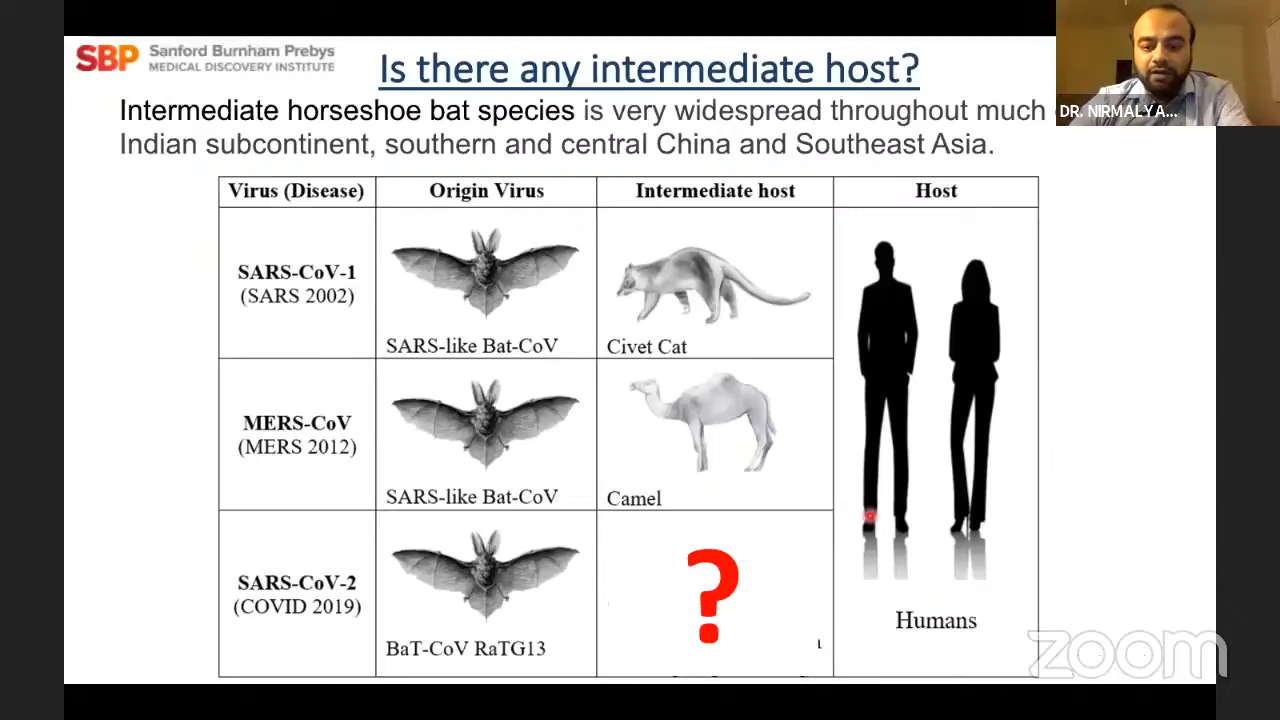 SBP
Sanford Burnham Prebys
MEDICAL DISCOVERY INSTITUTE
Is there any intermediate host?
DR. NIRMALYA...
Intermediate horseshoe bat species is very widespread throughout much
Indian subcontinent, southern and central China and Southeast Asia.
Virus (Disease)
Origin Virus
Intermediate host
Host
SARS-CoV-1
(SARS 2002)
SARS-like Bat-CoV
Civet Cat
MERS-CoV
(MERS 2012)
SARS-like Bat-CoV
Camel
SARS-CoV-2
(COVID 2019)
BaT-CoV RaTG13
?
Humans
zoom